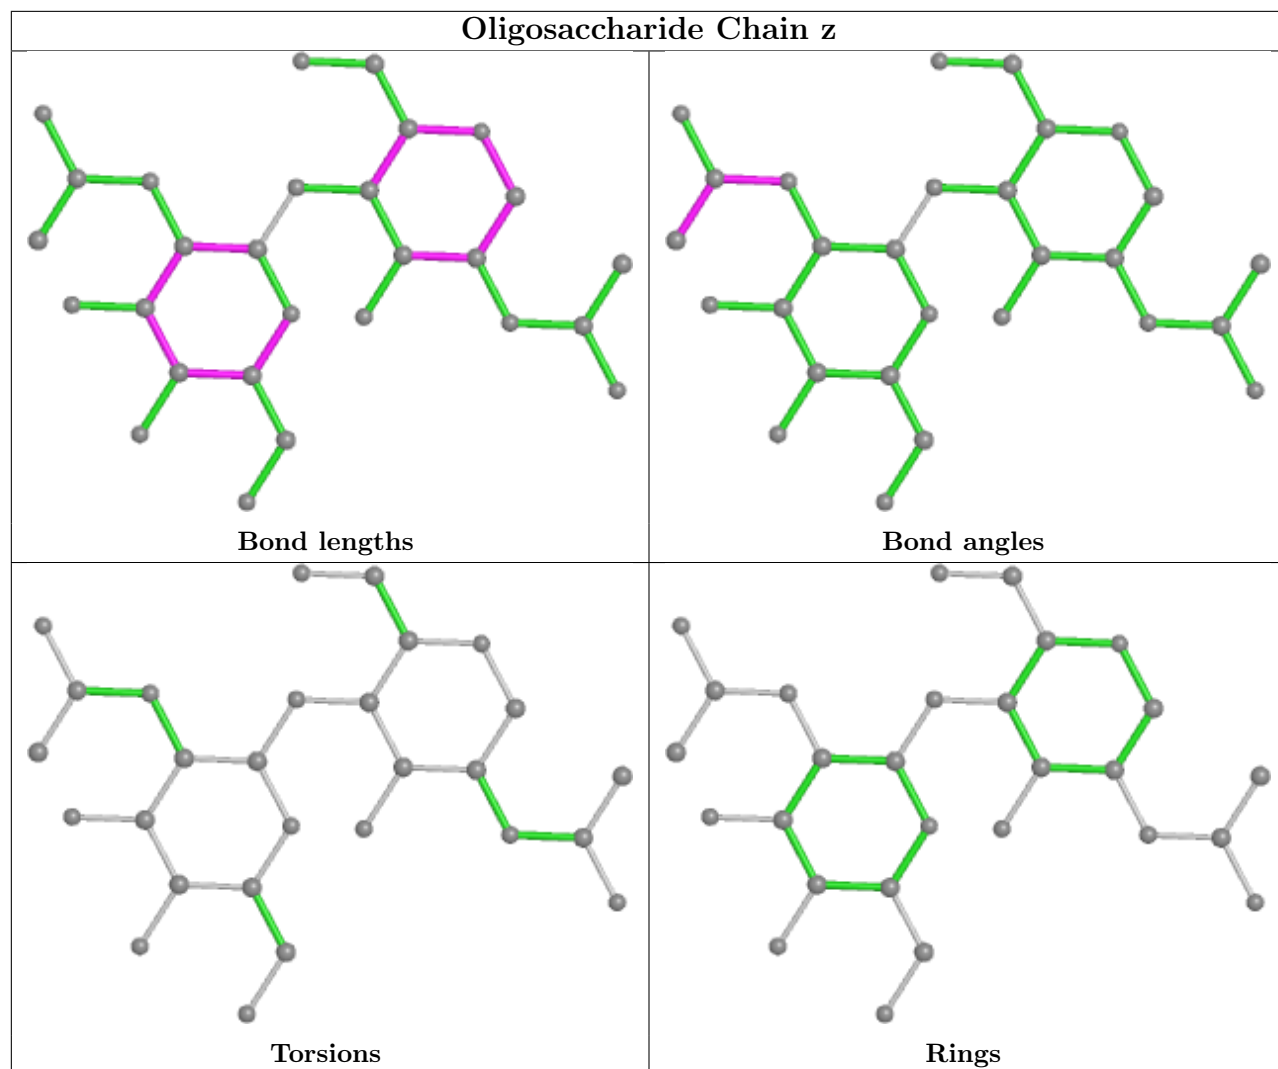 Oligosaccharide Chain z
Bond lengths
Bond angles
Torsions
Rings